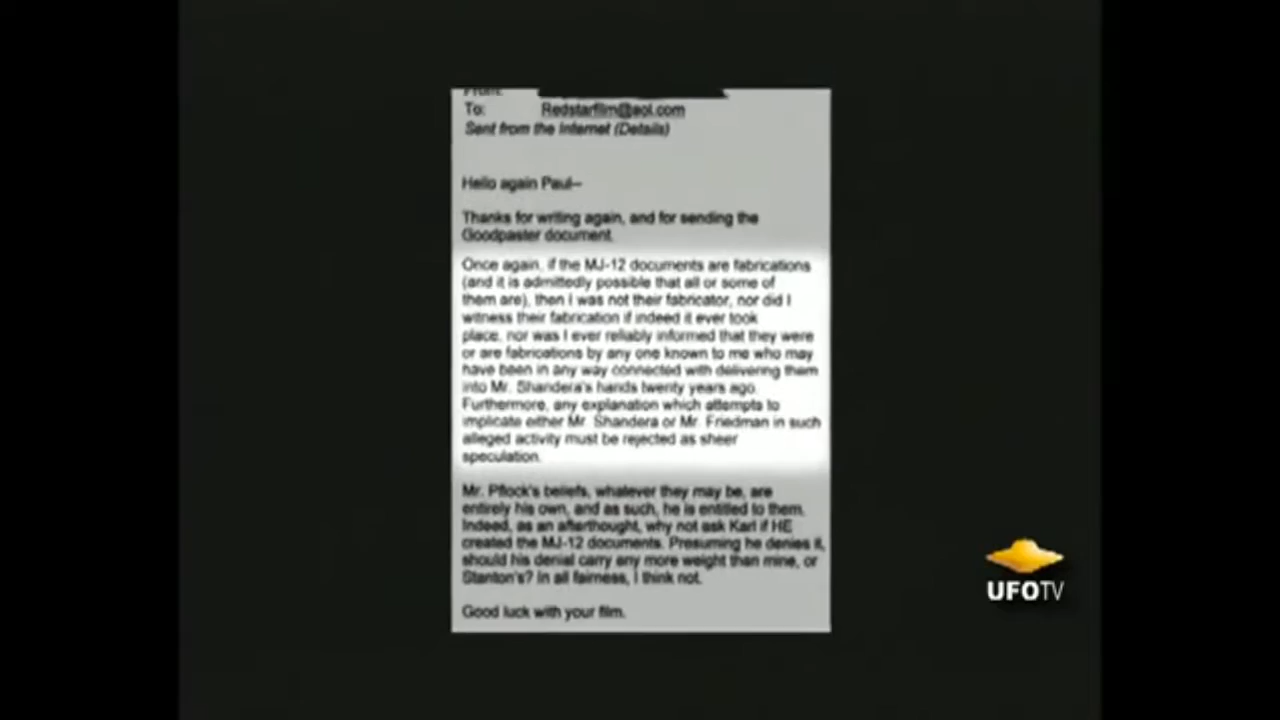 From:
To: Redstarfilm@aol.com
Sent from the Internet (Details)
Hello again Paul--
Thanks for writing again, and for sending the
Goodpaster document.
Once again, if the MJ-12 documents are fabrications
(and it is admittedly possible that all or some of
them are), then I was not their fabricator, nor did I
witness their fabrication if indeed it ever took
place, nor was I ever reliably informed that they were
or are fabrications by any one known to me who may
have been in any way connected with delivering them
into Mr. Shandera's hands twenty years ago.
Furthermore, any explanation which attempts to
implicate either Mr. Shandera or Mr. Friedman in such
alleged activity must be rejected as sheer
speculation.
Mr. Pflock's beliefs, whatever they may be, are
entirely his own, and as such, he is entitled to them.
Indeed, as an afterthought, why not ask Karl if HE
created the MJ-12 documents. Presuming he denies it,
should his denial carry any more weight than mine, or
Stanton's? In all fairness, I think not.
Good luck with your film.
UFOTV